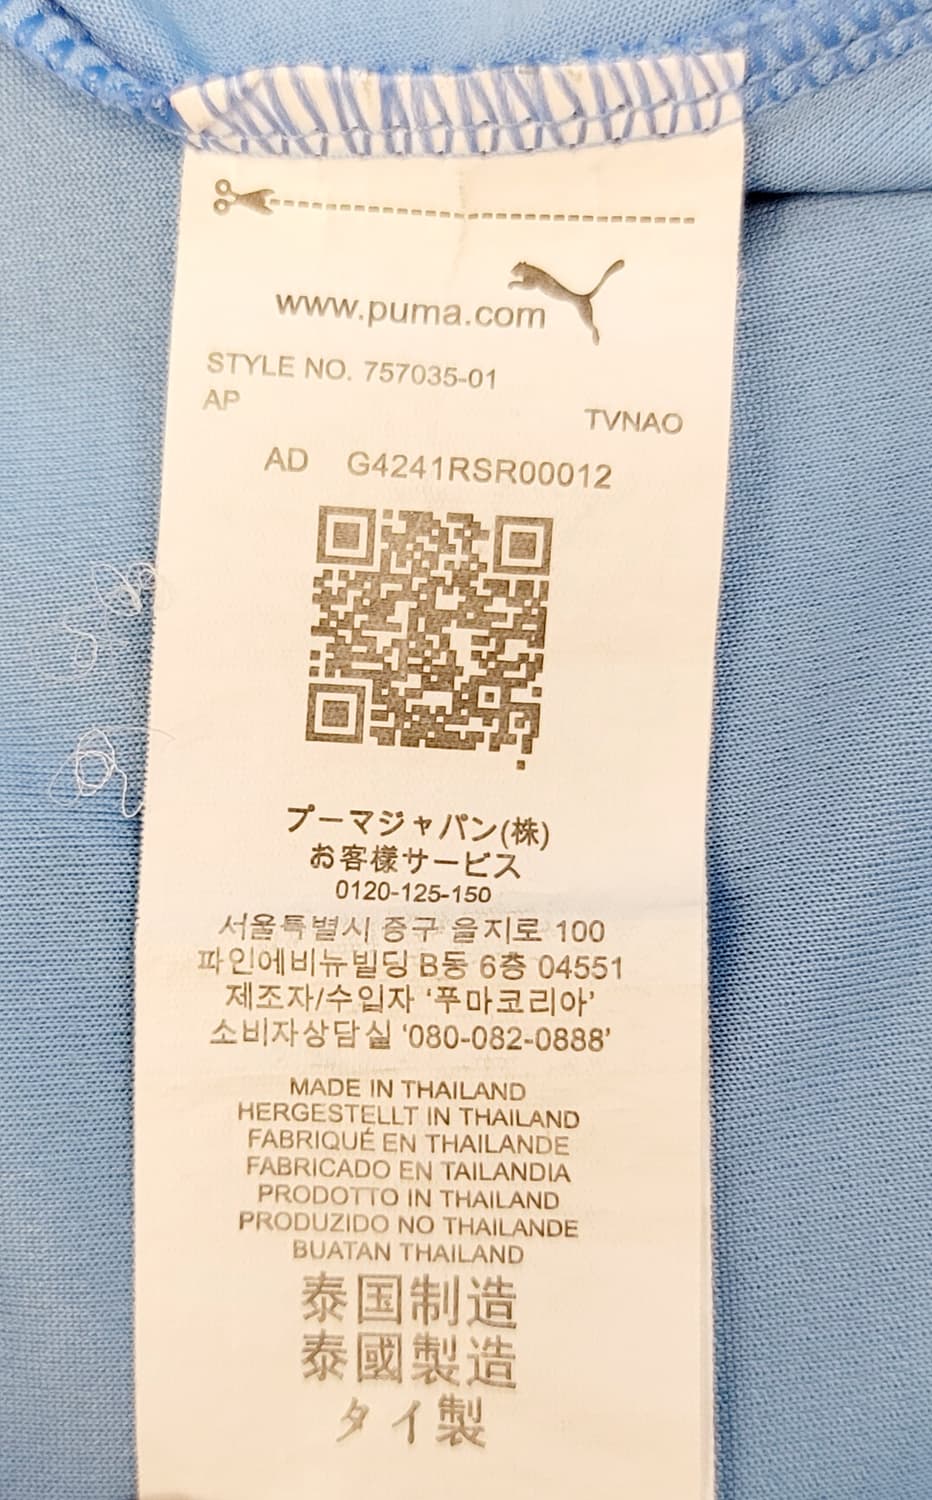 www.puma.com
STYLE NO. 757035-01
AP
TVNAO
AD G4241RSR00012
プーマジャパン(株)
お客様サービス
0120-125-150
서울특별시 중구 을지로 100
파인에비뉴빌딩 B동 6층 04551
제조자/수입자 ‘푸마코리아’
소비자상담실 ‘080-082-0888’
MADE IN THAILAND
HERGESTELLT IN THAILAND
FABRIQUÉ EN THAILANDE
FABRICADO EN TAILANDIA
PRODOTTO IN THAILAND
PRODUZIDO NO THAILANDE
BUATAN THAILAND
泰国制造
泰國製造
タイ製